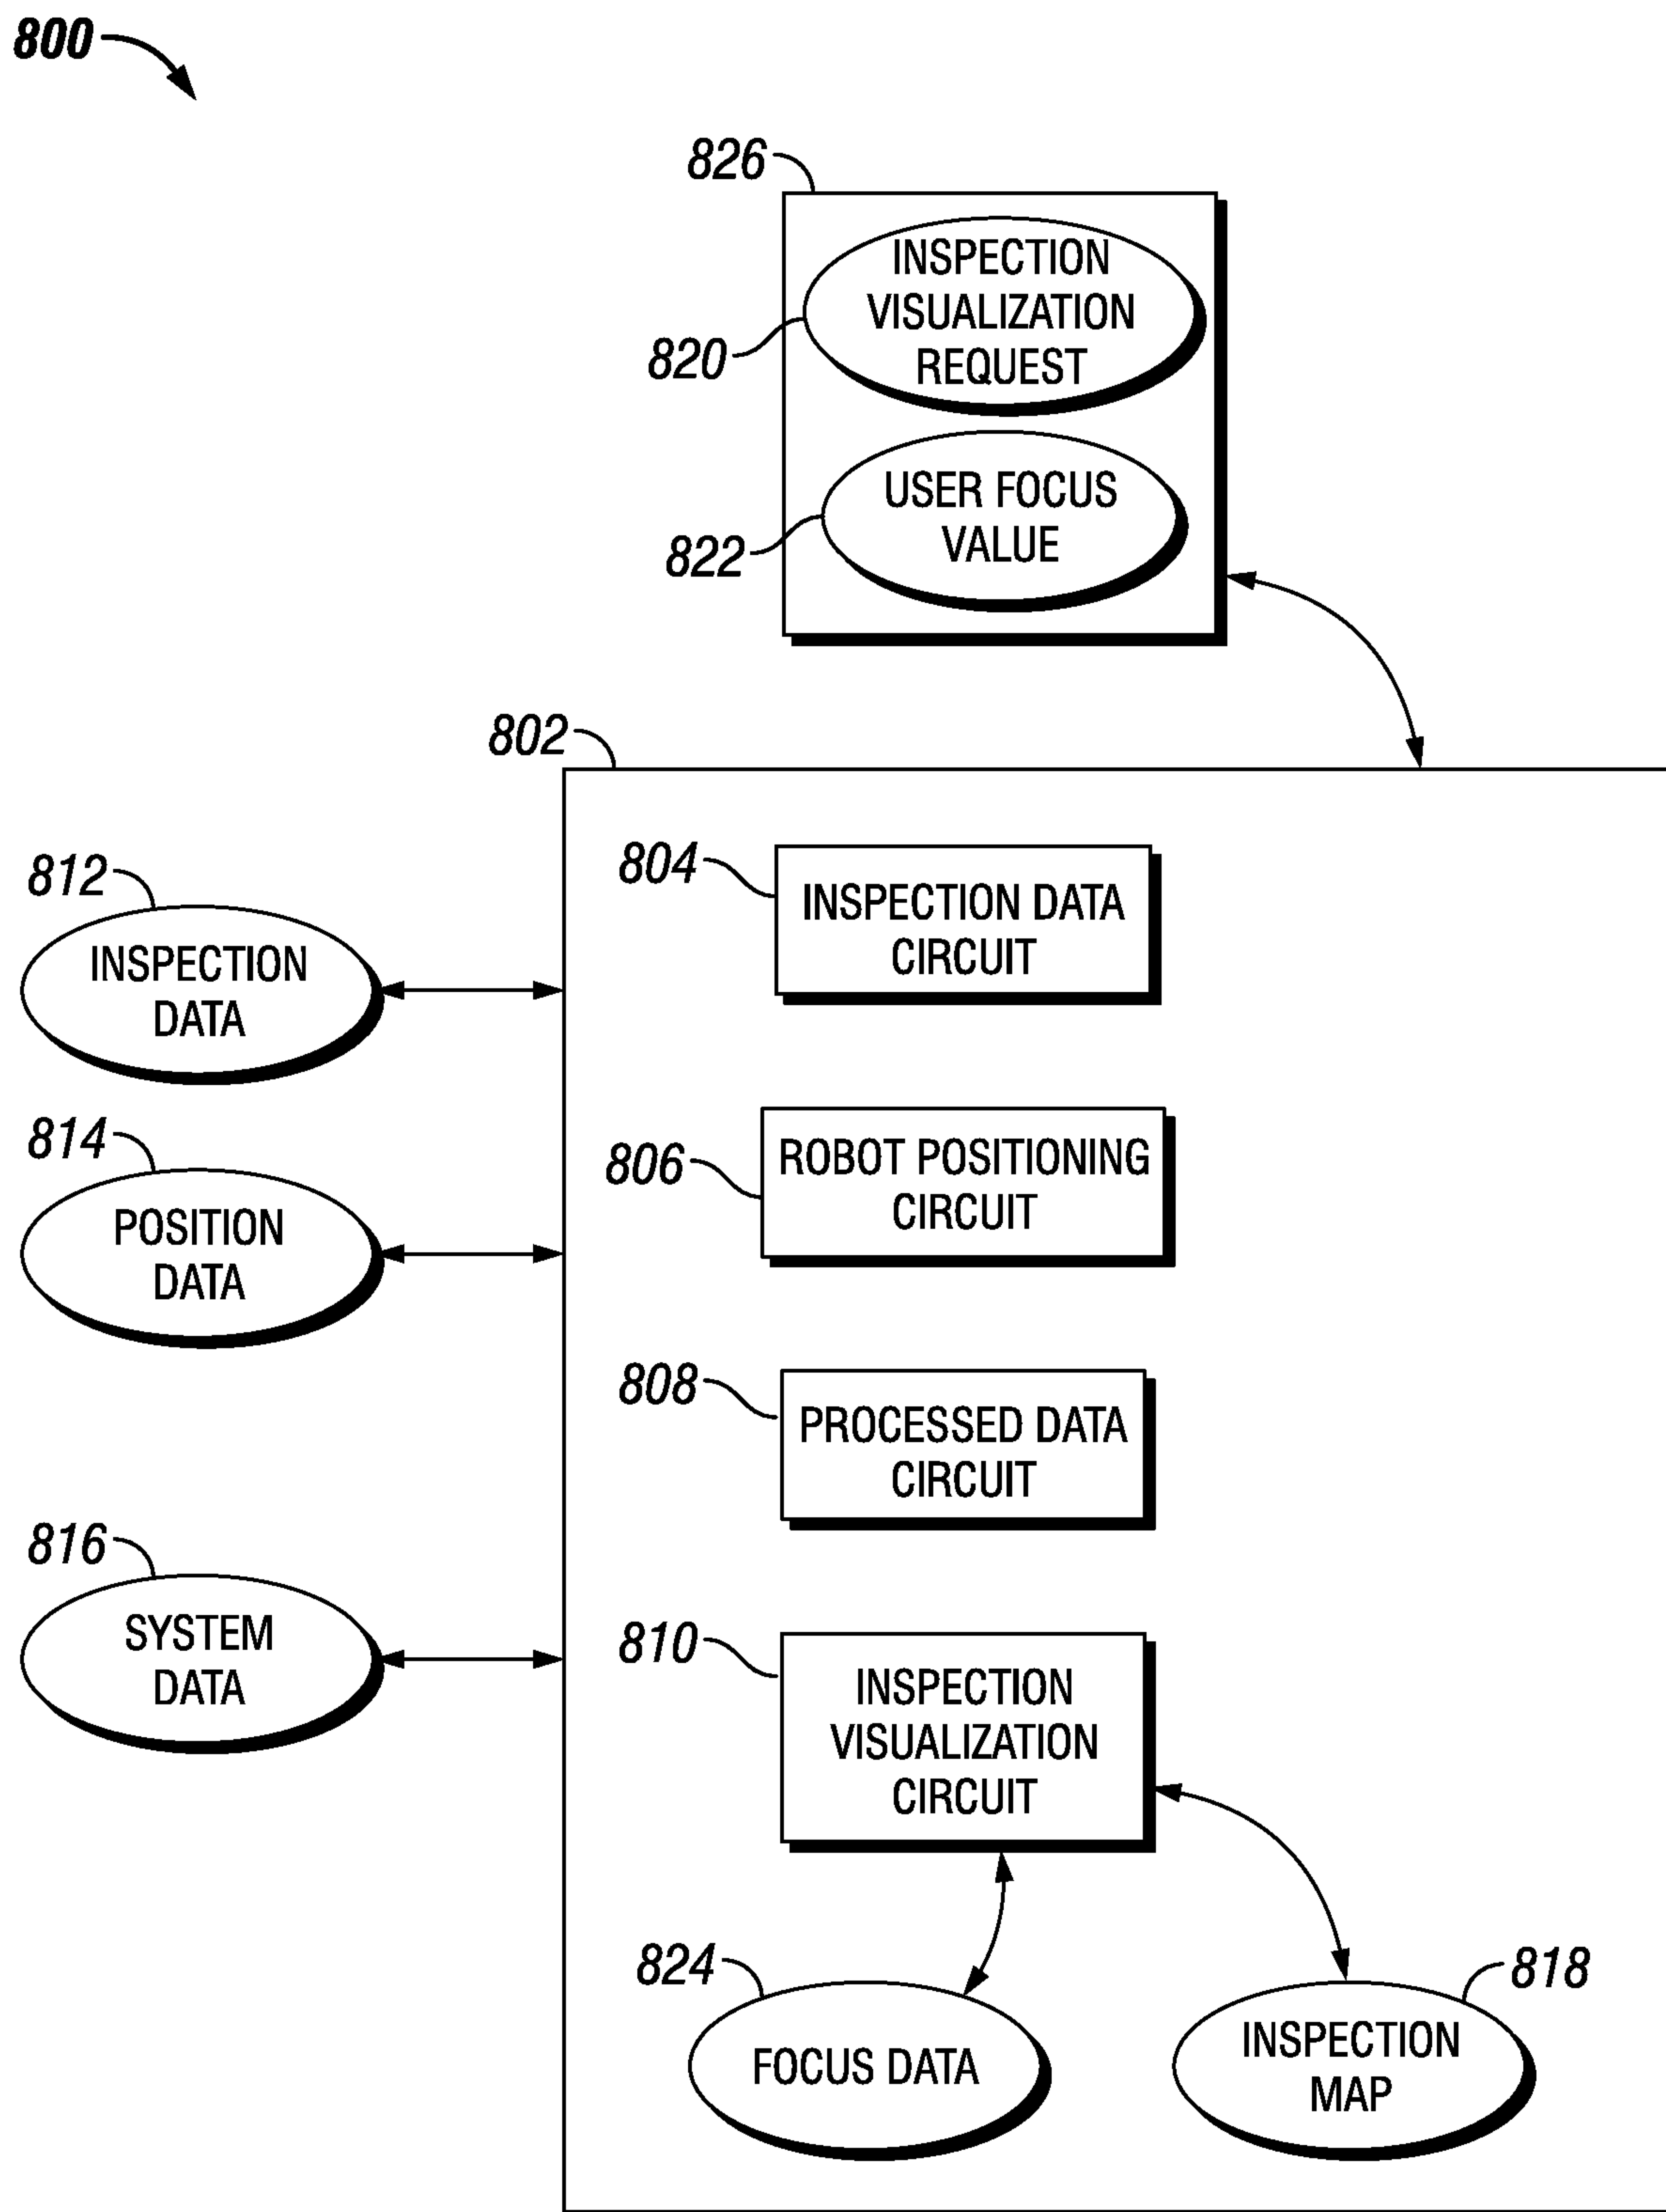 800
826
INSPECTION
VISUALIZATION
REQUEST
820
USER FOCUS
VALUE
822
802
804
INSPECTION DATA
CIRCUIT
812
INSPECTION
DATA
806
ROBOT POSITIONING
CIRCUIT
814
POSITION
DATA
808
PROCESSED DATA
CIRCUIT
816
SYSTEM
DATA
810
INSPECTION
VISUALIZATION
CIRCUIT
824
FOCUS DATA
818
INSPECTION
MAP